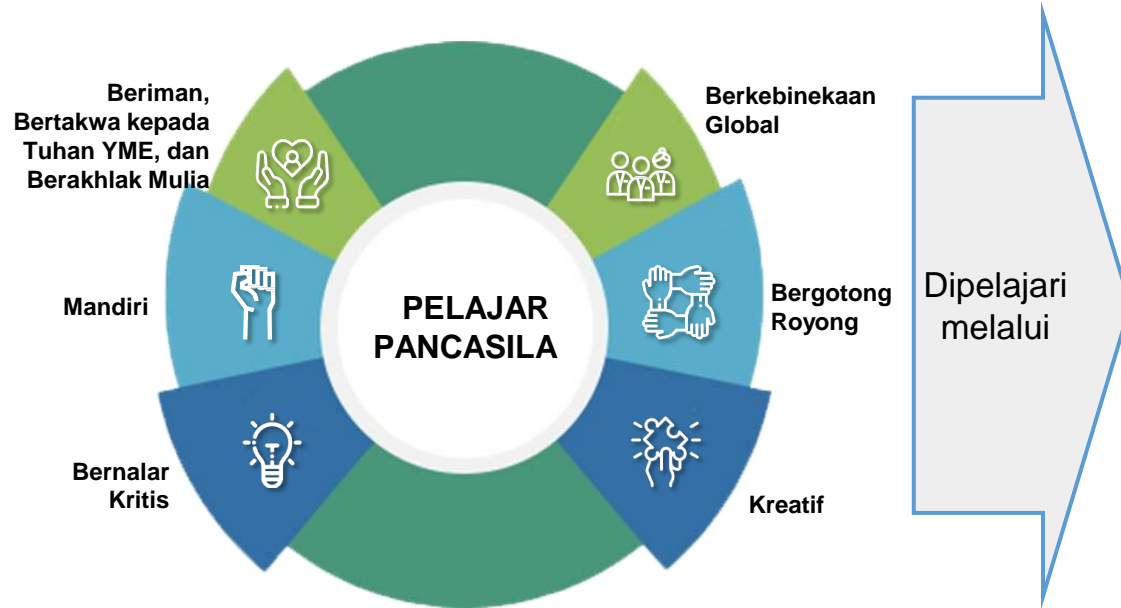 Beriman,
Bertakwa kepada
Tuhan YME, dan
Berakhlak Mulia
Berkebinekaan
Global
Mandiri
PELAJAR
PANCASILA
Bergotong
Royong
Bernalar
Kritis
Kreatif
Dipelajari
melalui